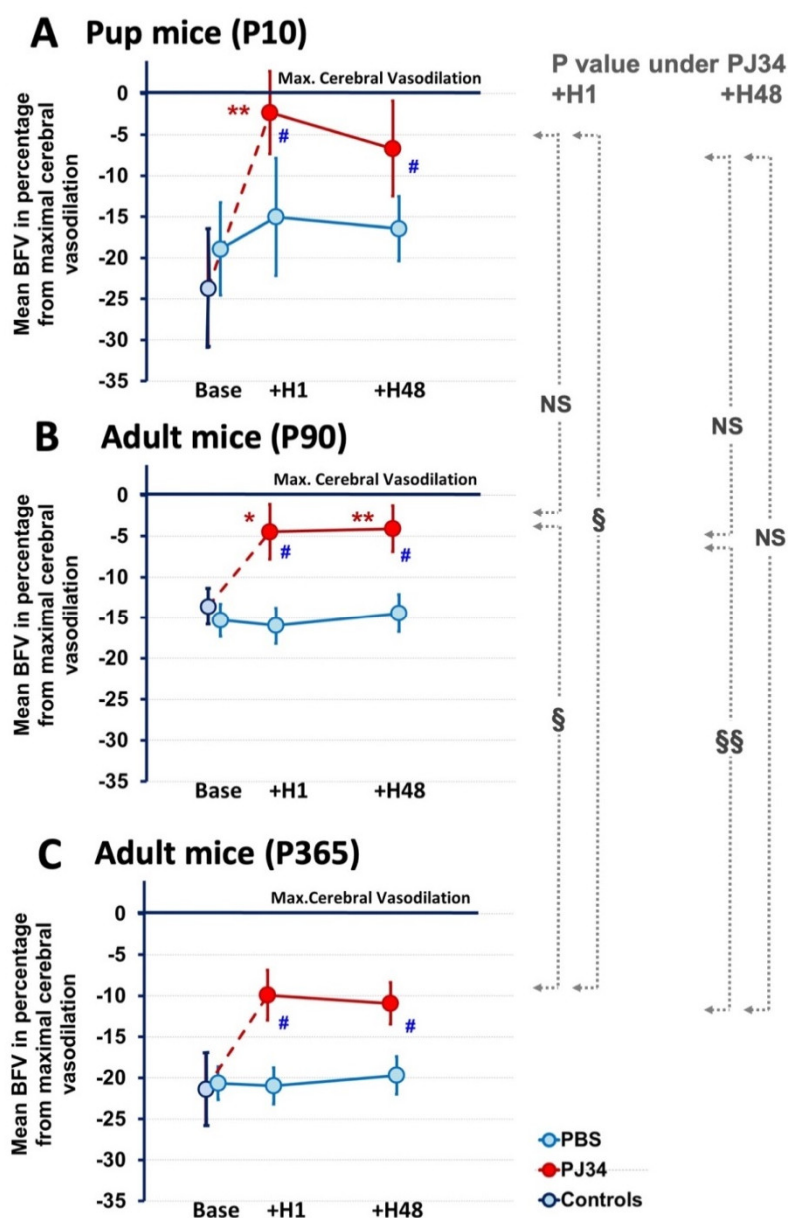 A Pup mice (P10)
P value under PJ34
+H1 +H48
Max. Cerebral Vasodilation
Mean BFV in percentage
from maximal cerebral
vasodilation
0
-5
-10
-15
-20
-25
-30
-35
**
#
#
Base +H1 +H48
NS
NS
B Adult mice (P90)
Max. Cerebral Vasodilation
Mean BFV in percentage
from maximal cerebral
vasodilation
0
-5
-10
-15
-20
-25
-30
-35
*
**
#
#
Base +H1 +H48
§
NS
§
§§
C Adult mice (P365)
Max.Cerebral Vasodilation
Mean BFV in percentage
from maximal cerebral
vasodilation
0
-5
-10
-15
-20
-25
-30
-35
#
#
Base +H1 +H48
PBS
PJ34
Controls